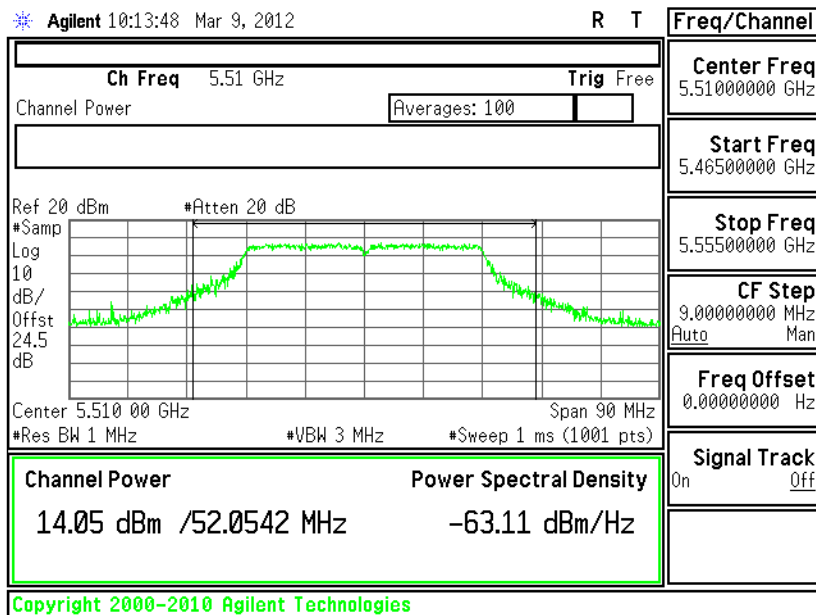 Agilent 10:13:48 Mar 9, 2012 R T
Freq/Channel
Ch Freq 5.51 GHz Trig Free
Channel Power Averages: 100
Ref 20 dBm #Atten 20 dB
#Samp
Log
10
dB/
Offst
24.5
dB
Center 5.510 00 GHz Span 90 MHz
#Res BW 1 MHz #VBW 3 MHz #Sweep 1 ms (1001 pts)
Channel Power Power Spectral Density
14.05 dBm /52.0542 MHz -63.11 dBm/Hz
Center Freq
5.51000000 GHz
Start Freq
5.46500000 GHz
Stop Freq
5.55500000 GHz
CF Step
9.00000000 MHz
Auto Man
Freq Offset
0.00000000 Hz
Signal Track
On Off
Copyright 2000-2010 Agilent Technologies